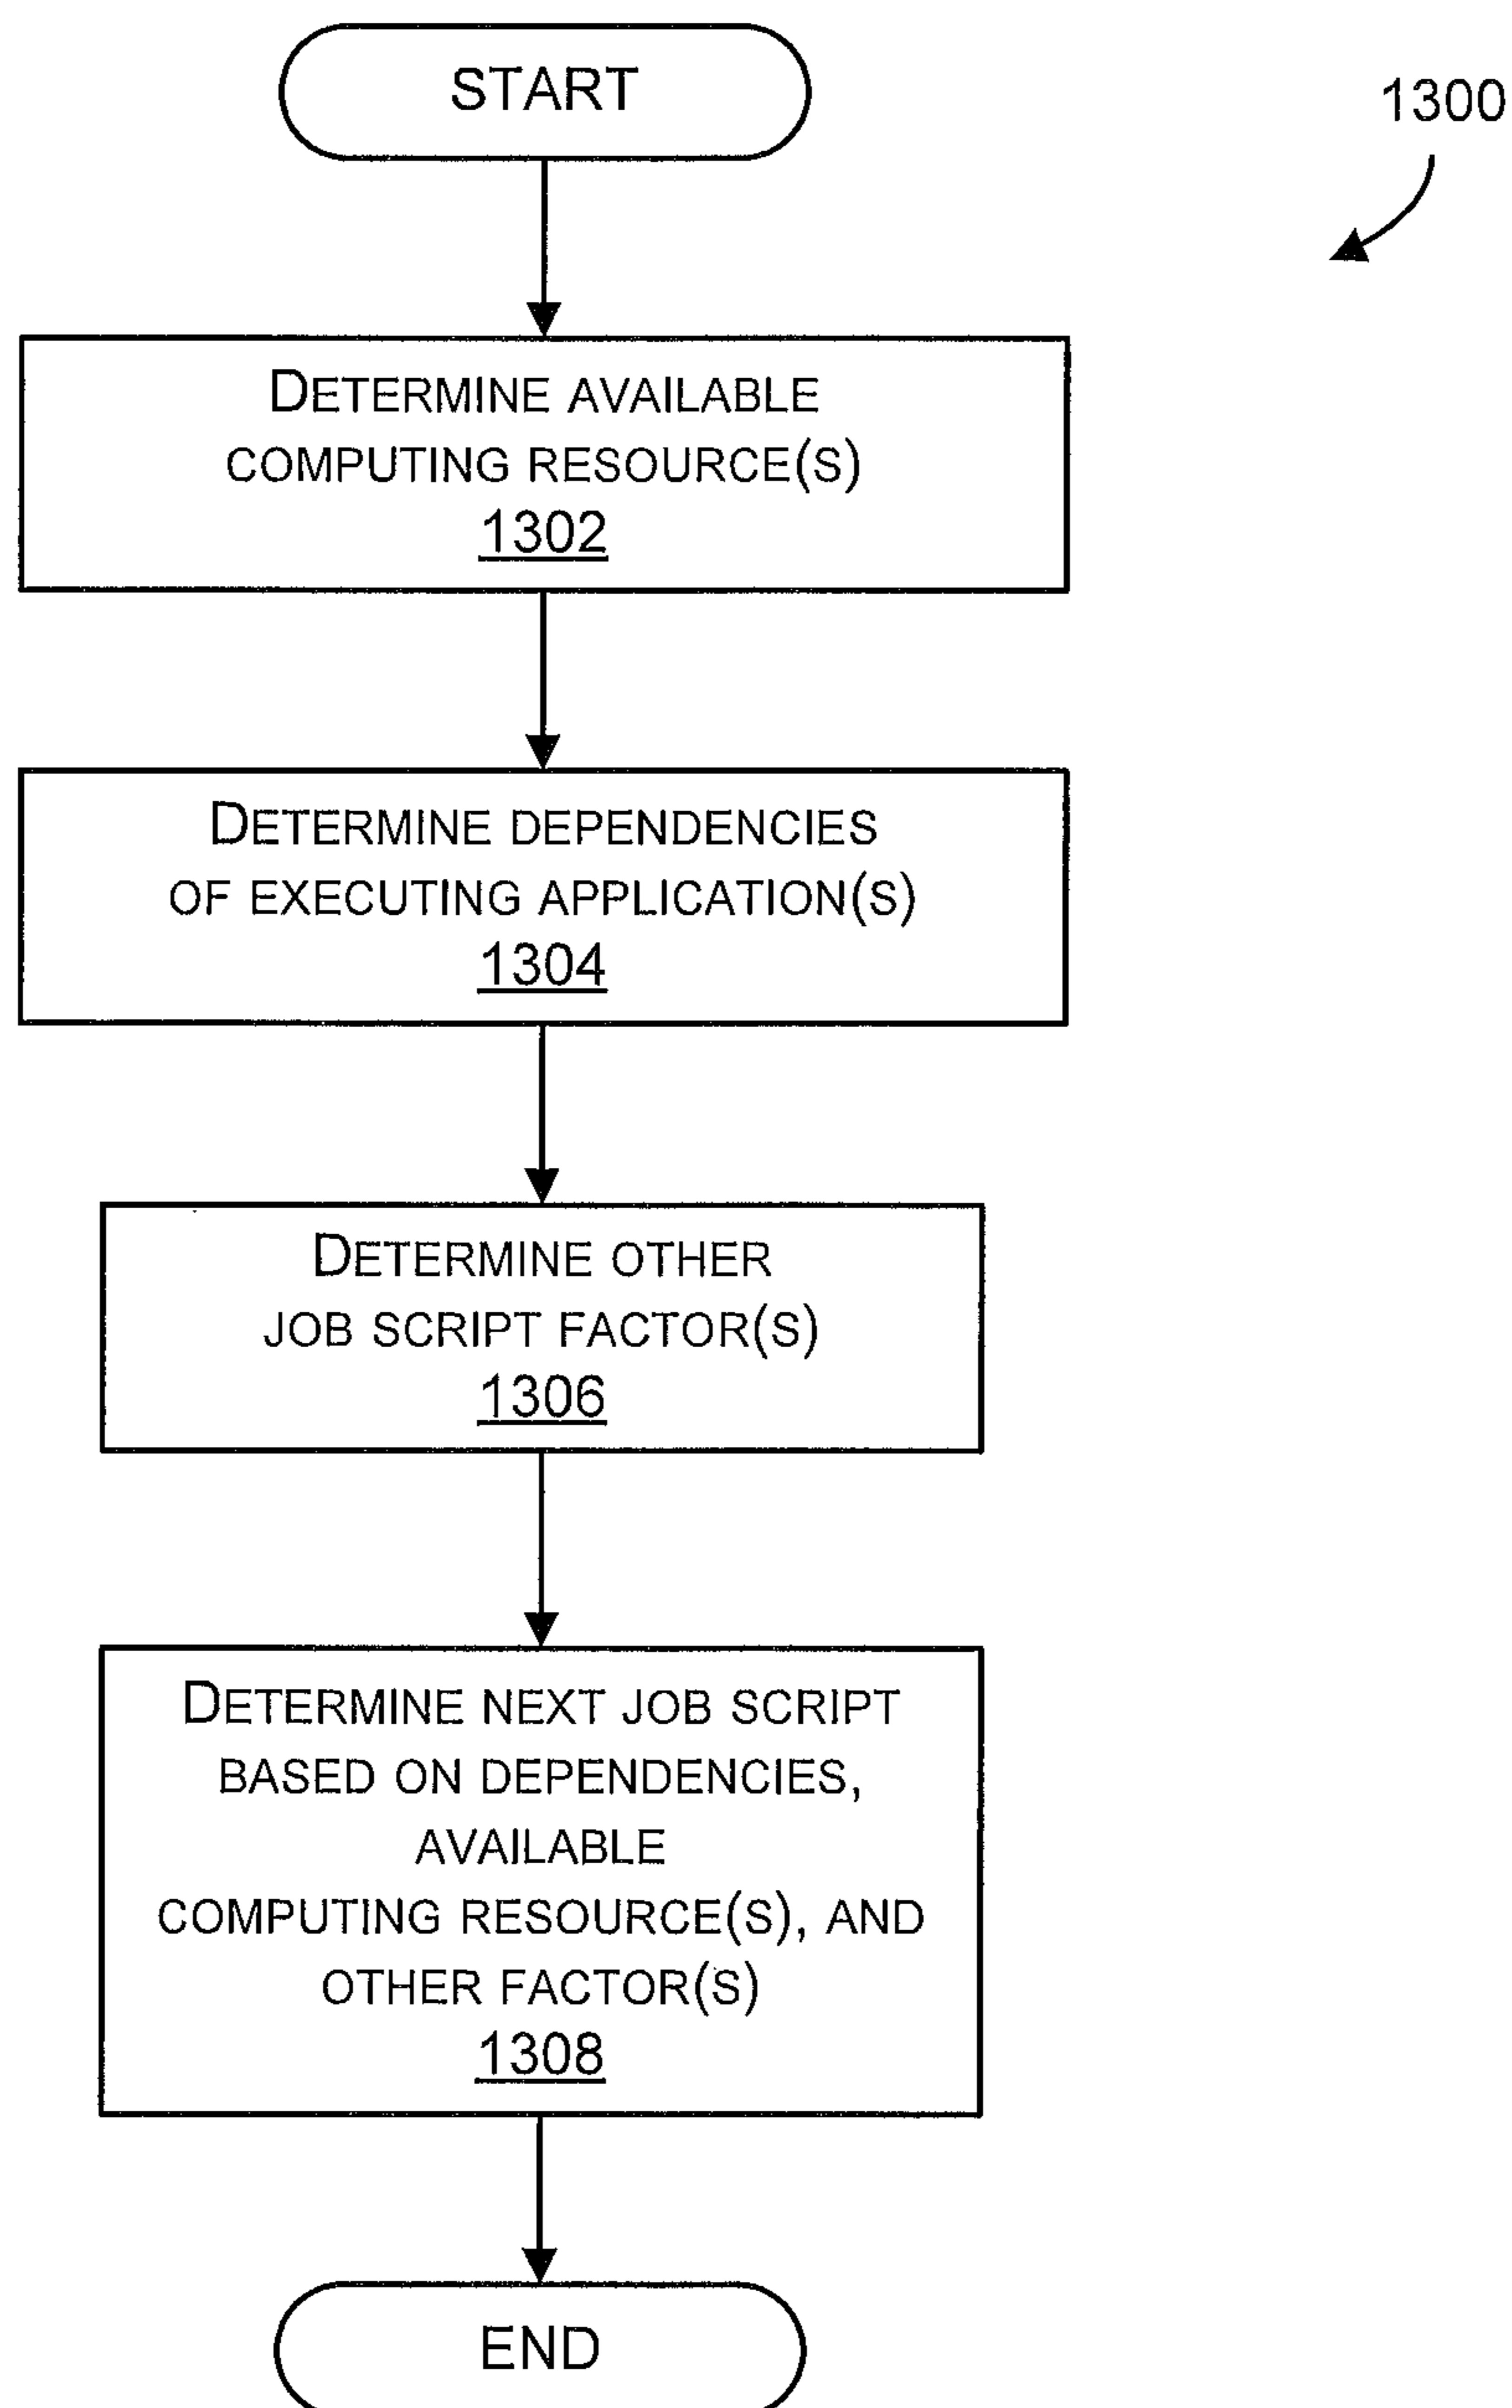 START
1300
DETERMINE AVAILABLE
COMPUTING RESOURCE(S)
1302
DETERMINE DEPENDENCIES
OF EXECUTING APPLICATION(S)
1304
DETERMINE OTHER
JOB SCRIPT FACTOR(S)
1306
DETERMINE NEXT JOB SCRIPT
BASED ON DEPENDENCIES,
AVAILABLE
COMPUTING RESOURCE(S), AND
OTHER FACTOR(S)
1308
END